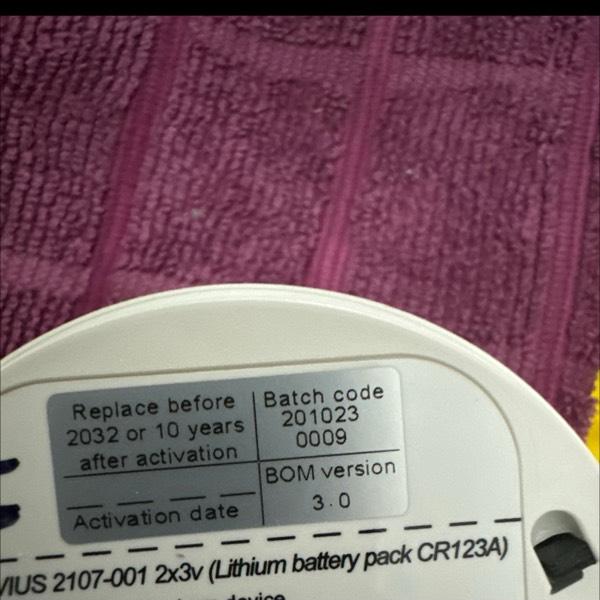 Replace before
2032 or 10 years
after activation
Activation date
Batch code
201023
0009
BOM version
3.0
2107-001 2x3v (Lithium battery pack CR123A)
device